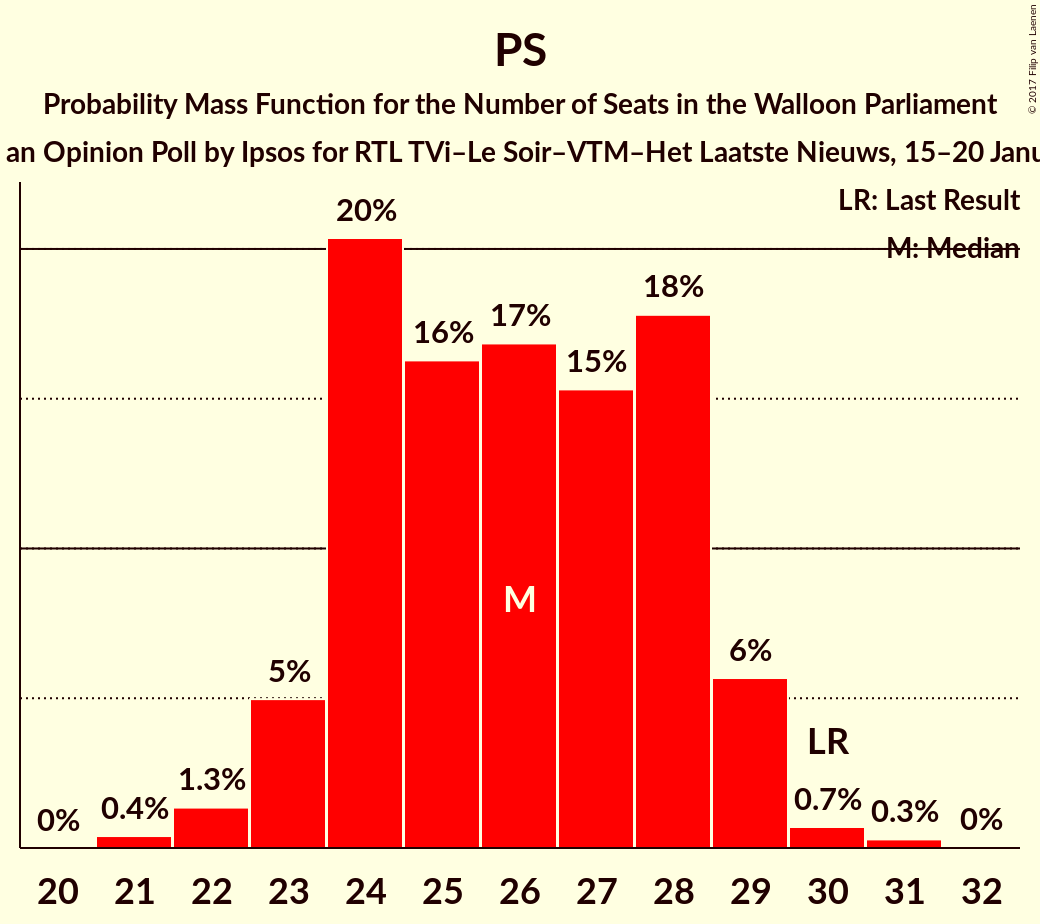 PS
Probability Mass Function for the Number of Seats in the Walloon Parliament
an Opinion Poll by Ipsos for RTL TVi–Le Soir–VTM–Het Laatste Nieuws, 15–20 Janu
© 2017 Filip van Laenen
LR: Last Result
M: Median
20%
18%
17%
16%
15%
M
6%
5%
LR
1.3%
0.7%
0.4%
0.3%
0%
0%
20 21 22 23 24 25 26 27 28 29 30 31 32